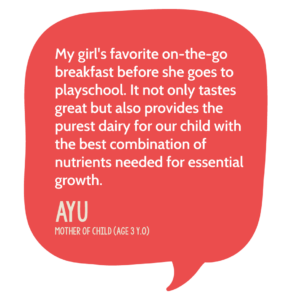 My girl's favorite on-the-go
breakfast before she goes to
playschool. It not only tastes
great but also provides the
purest dairy for our child with
the best combination of
nutrients needed for essential
growth.
AYU
MOTHER OF CHILD (AGE 3 Y.O)